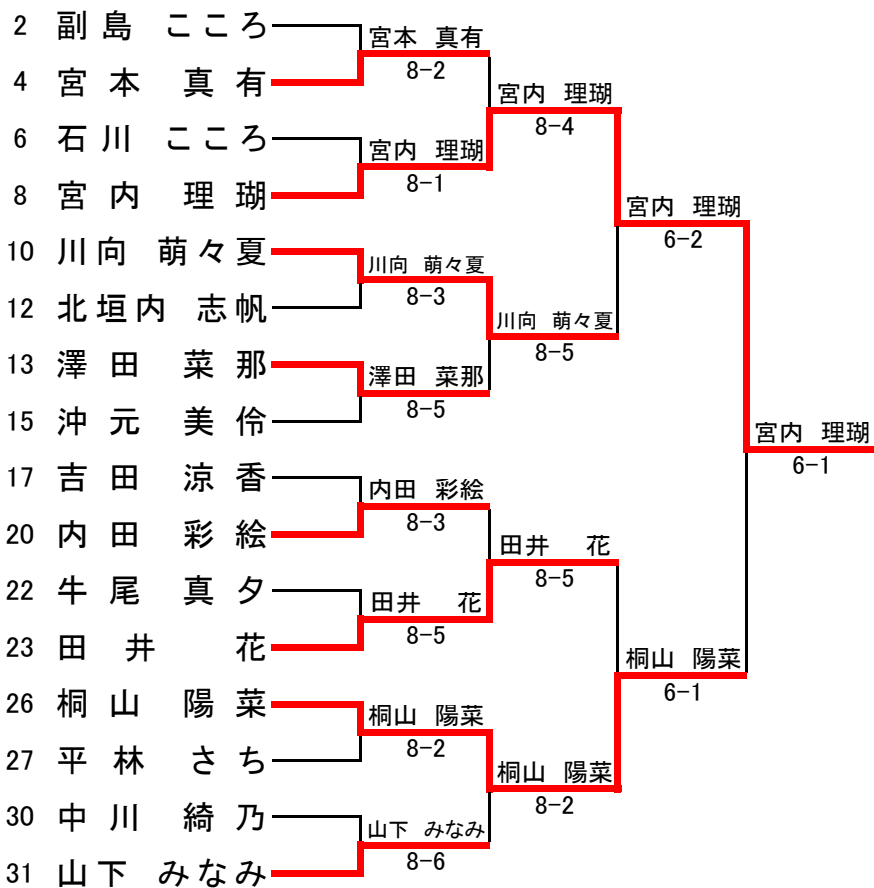 2 副島 こころ
4 宮本 真有
6 石川 こころ
8 宮内 理瑚
10 川向 萌々夏
12 北垣内 志帆
13 澤田 菜那
15 沖元 美伶
17 吉田 涼香
20 内田 彩絵
22 牛尾 真夕
23 田井 花
26 桐山 陽菜
27 平林 さち
30 中川 綺乃
31 山下 みなみ
宮本 真有
8-2
宮内 理瑚
8-1
川向 萌々夏
8-3
澤田 菜那
8-5
内田 彩絵
8-3
田井 花
8-5
桐山 陽菜
8-2
山下 みなみ
8-6
宮内 理瑚
8-4
川向 萌々夏
8-5
田井 花
8-5
桐山 陽菜
8-2
宮内 理瑚
6-2
桐山 陽菜
6-1
宮内 理瑚
6-1